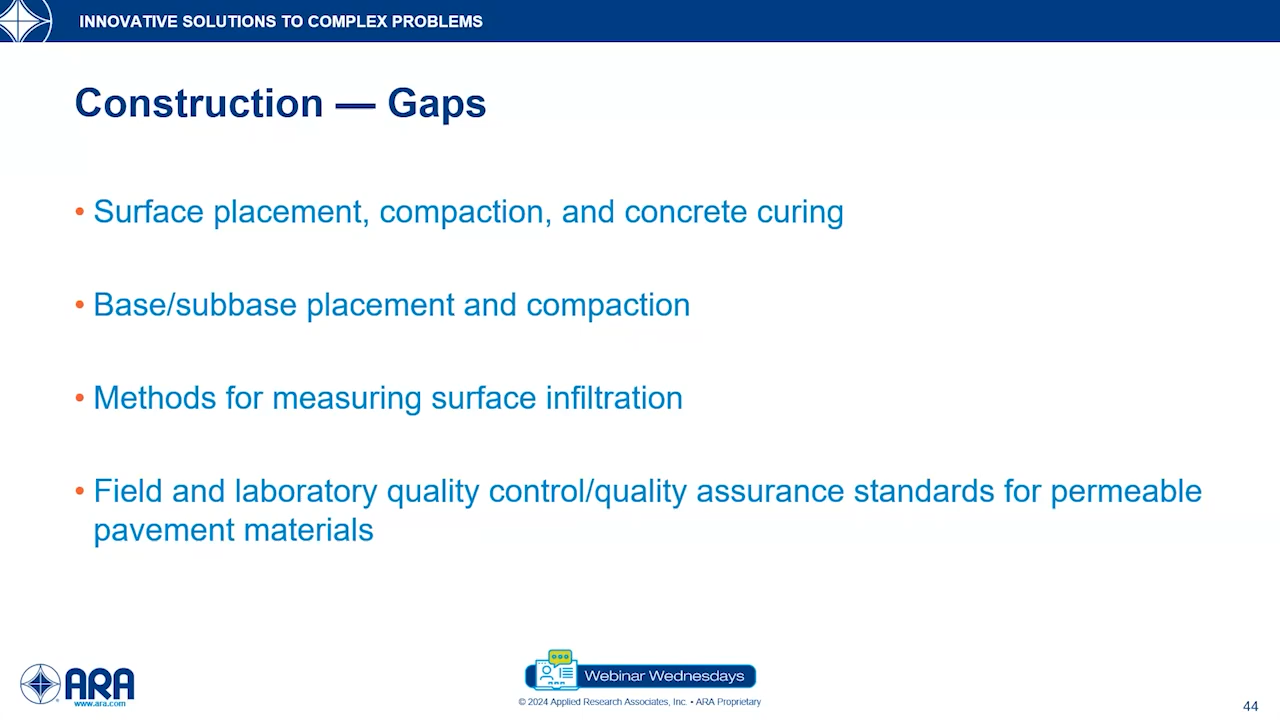 INNOVATIVE SOLUTIONS TO COMPLEX PROBLEMS
Construction — Gaps
• Surface placement, compaction, and concrete curing
• Base/subbase placement and compaction
• Methods for measuring surface infiltration
• Field and laboratory quality control/quality assurance standards for permeable
pavement materials
ARA
www.ara.com
Webinar Wednesdays
© 2024 Applied Research Associates, Inc. • ARA Proprietary
44